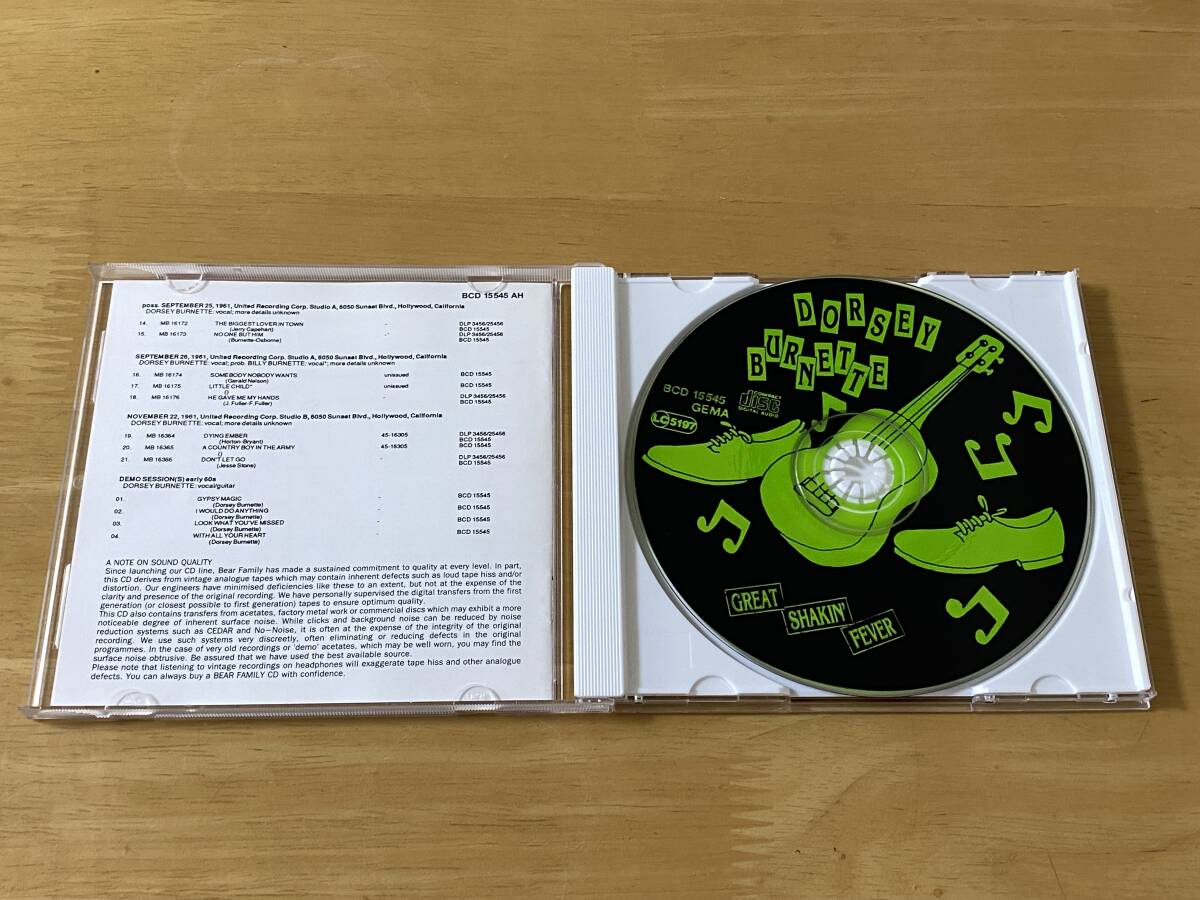 BCD 15545 AH
poss. SEPTEMBER 25, 1961, United Recording Corp. Studio A, 6050 Sunset Blvd., Hollywood, California
DORSEY BURNETTE: vocal; more details unknown
14. MB 16172 THE BIGGEST LOVER IN TOWN - DLP 3456/25456
(Jerry Capehart) BCD 15545
15. MB 16173 NO ONE BUT HIM -* DLP 3456/25456
(Burnette-Osborne) BCD 15545
SEPTEMBER 26, 1961, United Recording Corp. Studio A, 6050 Sunset Blvd., Hollywood, California
DORSEY BURNETTE: vocal; prob. BILLY BURNETTE: vocal*; more details unknown
16. MB 16174 SOMEBODY NOBODY WANTS unissued BCD 15545
(Gerald Nelson)
17. MB 16175 LITTLE CHILD* unissued BCD 15545
()
18. MB 16176 HE GAVE ME MY HANDS - DLP 3456/25456
(J. Fuller-F. Fuller) BCD 15545
NOVEMBER 22, 1961, United Recording Corp. Studio B, 6050 Sunset Blvd., Hollywood, California
DORSEY BURNETTE: vocal; more details unknown
19. MB 16364 DYING EMBER 45-16305 DLP 3456/25456
(Horton-Bryant) BCD 15545
20. MB 16365 A COUNTRY BOY IN THE ARMY 45-16305 BCD 15545
()
21. MB 16366 DON'T LET GO - DLP 3456/25456
(Jesse Stone) BCD 15545
DEMO SESSION(S) early 60s
DORSEY BURNETTE: vocal/guitar
01. GYPSY MAGIC - BCD 15545
(Dorsey Burnette)
02. I WOULD DO ANYTHING - BCD 15545
(Dorsey Burnette)
03. LOOK WHAT YOU'VE MISSED - BCD 15545
(Dorsey Burnette)
04. WITH ALL YOUR HEART - BCD 15545
(Dorsey Burnette)
A NOTE ON SOUND QUALITY
Since launching our CD line, Bear Family has made a sustained commitment to quality at every level. In part,
this CD derives from vintage analogue tapes which may contain inherent defects such as loud tape hiss and/or
distortion. Our engineers have minimised deficiencies like these to an extent, but not at the expense of the
clarity and presence of the original recording. We have personally supervised the digital transfers from the first
generation (or closest possible to first generation) tapes to ensure optimum quality.
This CD also contains transfers from acetates, factory metal work or commercial discs which may exhibit a more
noticeable degree of inherent surface noise. While clicks and background noise can be reduced by noise
reduction systems such as CEDAR and No-Noise, it is often at the expense of the integrity of the original
recording. We use such systems very discreetly, often eliminating or reducing defects in the original
programmes. In the case of very old recordings or 'demo' acetates, which may be well worn, you may find the
surface noise obtrusive. Be assured that we have used the best available source.
Please note that listening to vintage recordings on headphones will exaggerate tape hiss and other analogue
defects. You can always buy a BEAR FAMILY CD with confidence.
DORSEY
BURNETTE
BCD 15545
GEMA
LC 5197
COMPACT
disc
DIGITAL AUDIO
GREAT
SHAKIN'
FEVER